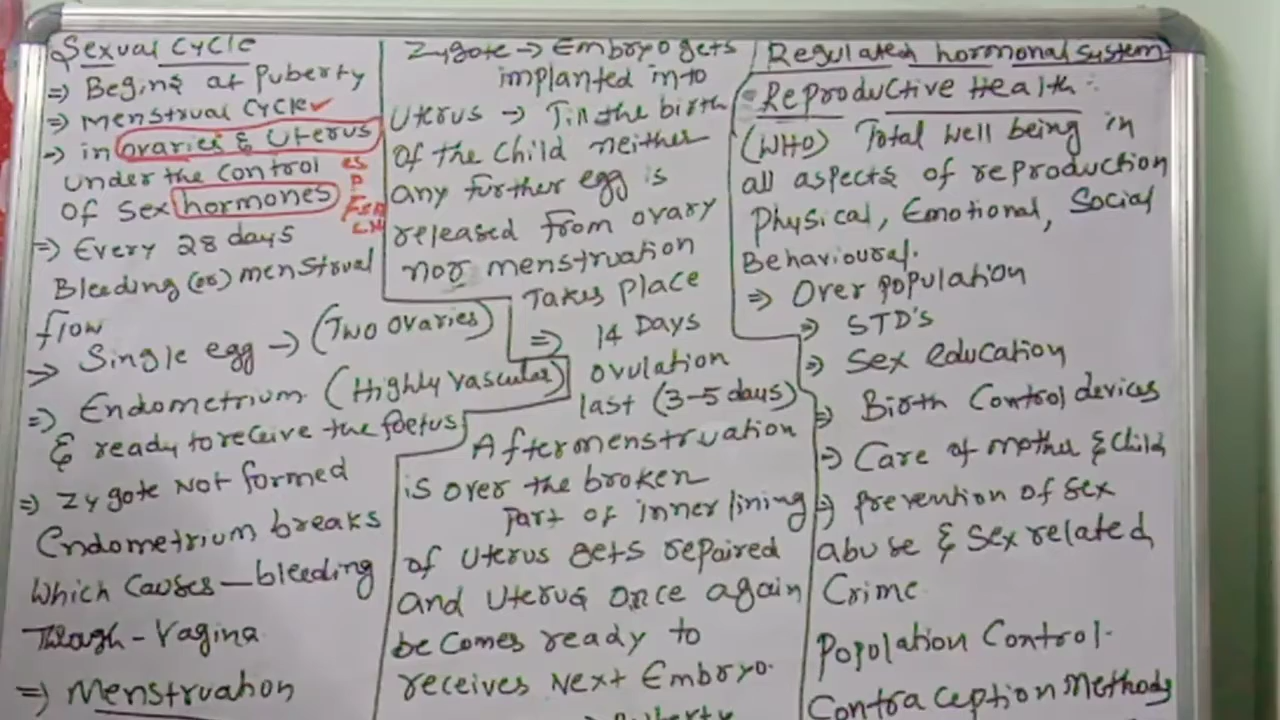 Sexual Cycle
⇒ Begins at Puberty
⇒ Menstrual Cycle ✓
→ in ovaries & Uterus
under the control es
P
of sex hormones FSH
LH
⇒ Every 28 days
Bleeding (or) menstrual
flow
→ Single egg → (Two Ovaries)
⇒ Endometrium (Highly vascular)
& ready to receive the foetus
⇒ Zygote Not formed
Endometrium breaks
Which Causes - bleeding
Though - Vagina
⇒ Menstruation
Zygote → Embryo gets
implanted into
Uterus → Till the birth
of the child neither
any further egg is
released from ovary
nor menstruation
Takes Place
⇒ 14 Days
ovulation
last (3-5 days)
After menstruation
is over the broken
Part of inner lining
of Uterus gets repaired
and Uterus once again
becomes ready to
receives Next Embryo.
Regulated hormonal system
Reproductive Health :
(WHO) Total Well being in
all aspects of reproduction
Physical, Emotional, Social
Behavioural.
⇒ Over population
⇒ STD's
⇒ Sex education
⇒ Birth Control devices
⇒ Care of mother & child
⇒ Prevention of sex
abuse & sex related
Crime
Population Control.
Contraception Methods